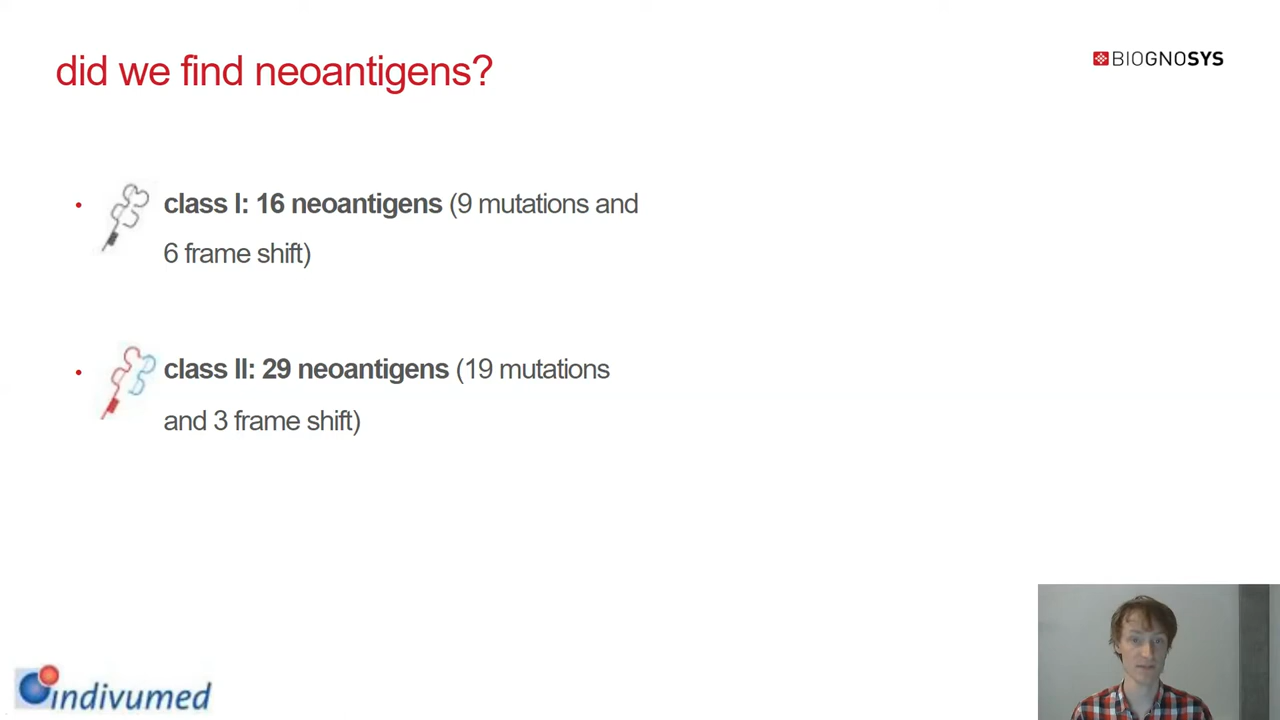 did we find neoantigens?
BIOGNOSYS
• class I: 16 neoantigens (9 mutations and
6 frame shift)
• class II: 29 neoantigens (19 mutations
and 3 frame shift)
indivumed